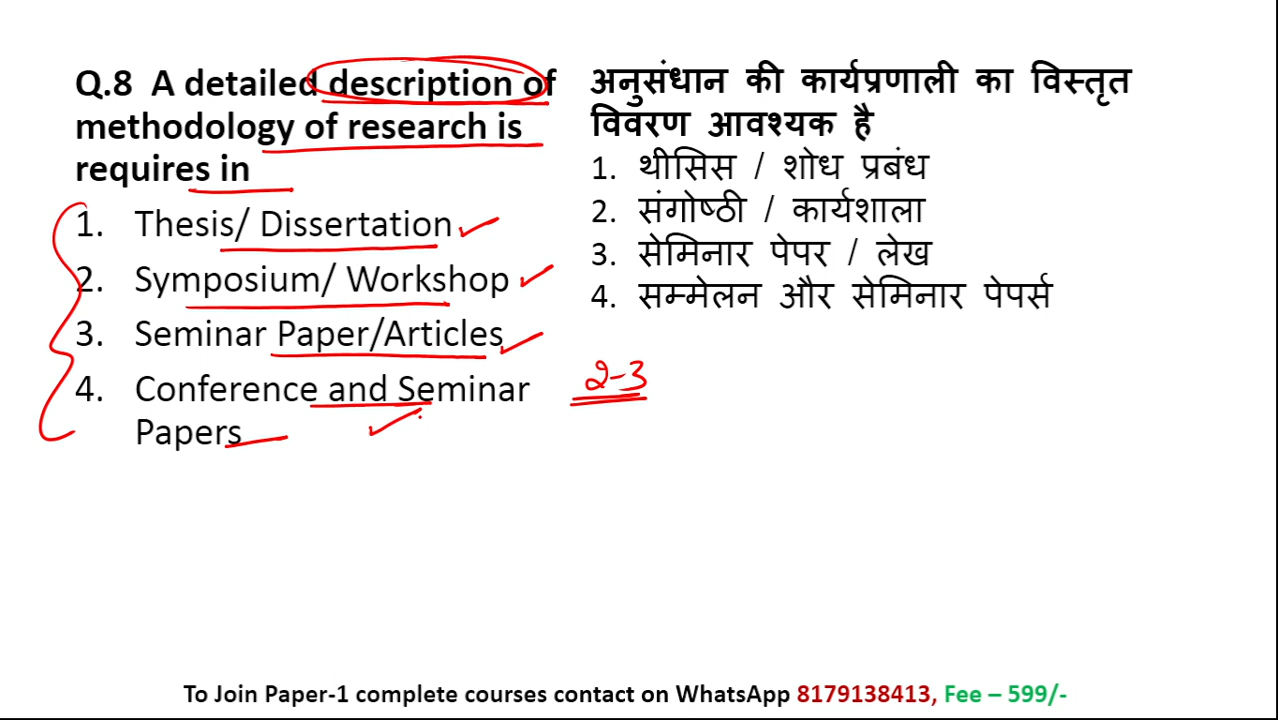 Q.8 A detailed description of
methodology of research is
requires in
1. Thesis/ Dissertation
2. Symposium/ Workshop
3. Seminar Paper/Articles
4. Conference and Seminar
Papers
अनुसंधान की कार्यप्रणाली का विस्तृत
विवरण आवश्यक है
1. थीसिस / शोध प्रबंध
2. संगोष्ठी / कार्यशाला
3. सेमिनार पेपर / लेख
4. सम्मेलन और सेमिनार पेपर्स
2-3
To Join Paper-1 complete courses contact on WhatsApp 8179138413, Fee – 599/-